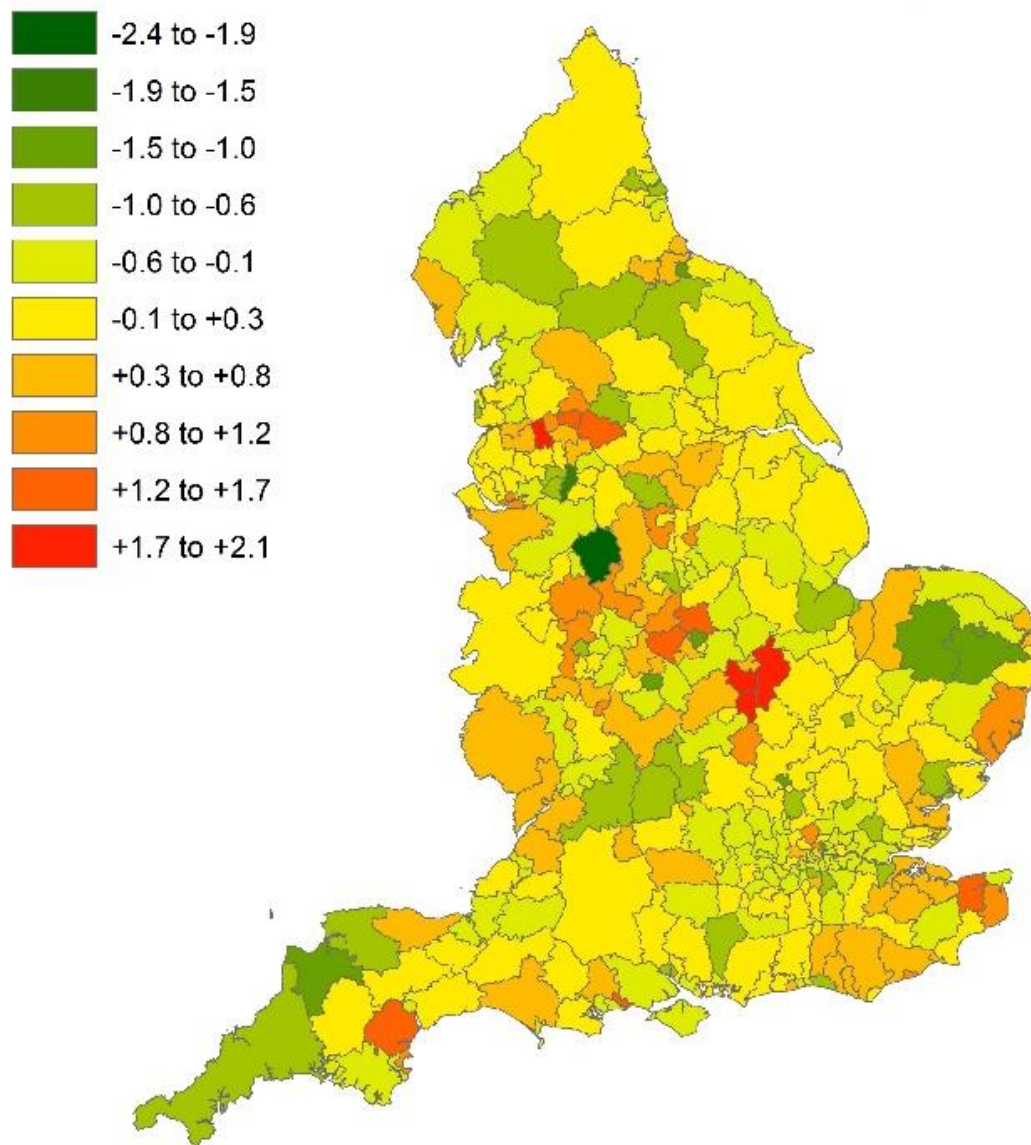 -2.4 to -1.9
-1.9 to -1.5
-1.5 to -1.0
-1.0 to -0.6
-0.6 to -0.1
-0.1 to +0.3
+0.3 to +0.8
+0.8 to +1.2
+1.2 to +1.7
+1.7 to +2.1